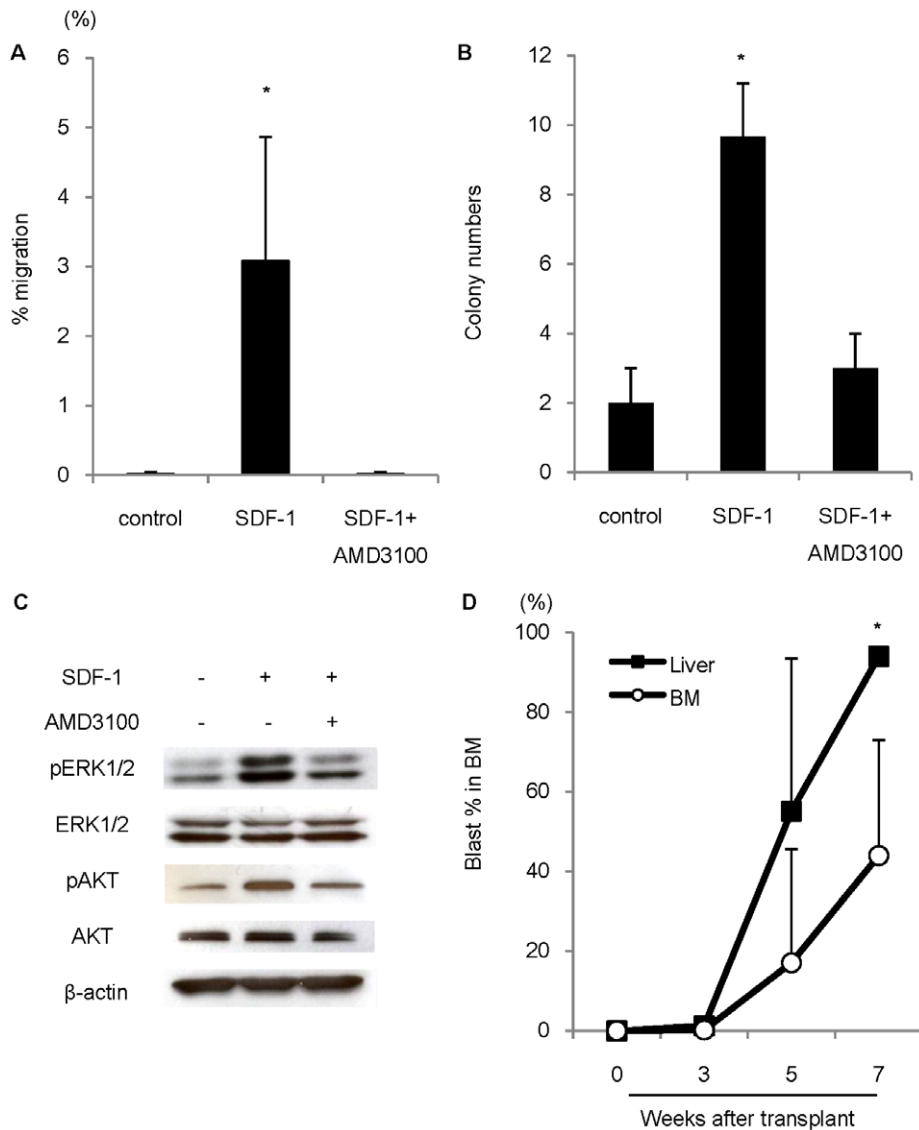 (%)
A
6
5
4
3
2
1
0
% migration
*
control
SDF-1
SDF-1+
AMD3100
B
12
10
8
6
4
2
0
Colony numbers
*
control
SDF-1
SDF-1+
AMD3100
C
SDF-1 - + +
AMD3100 - - +
pERK1/2
ERK1/2
pAKT
AKT
β-actin
D
(%)
100
80
60
40
20
0
Blast % in BM
Liver
BM
*
0 3 5 7
Weeks after transplant